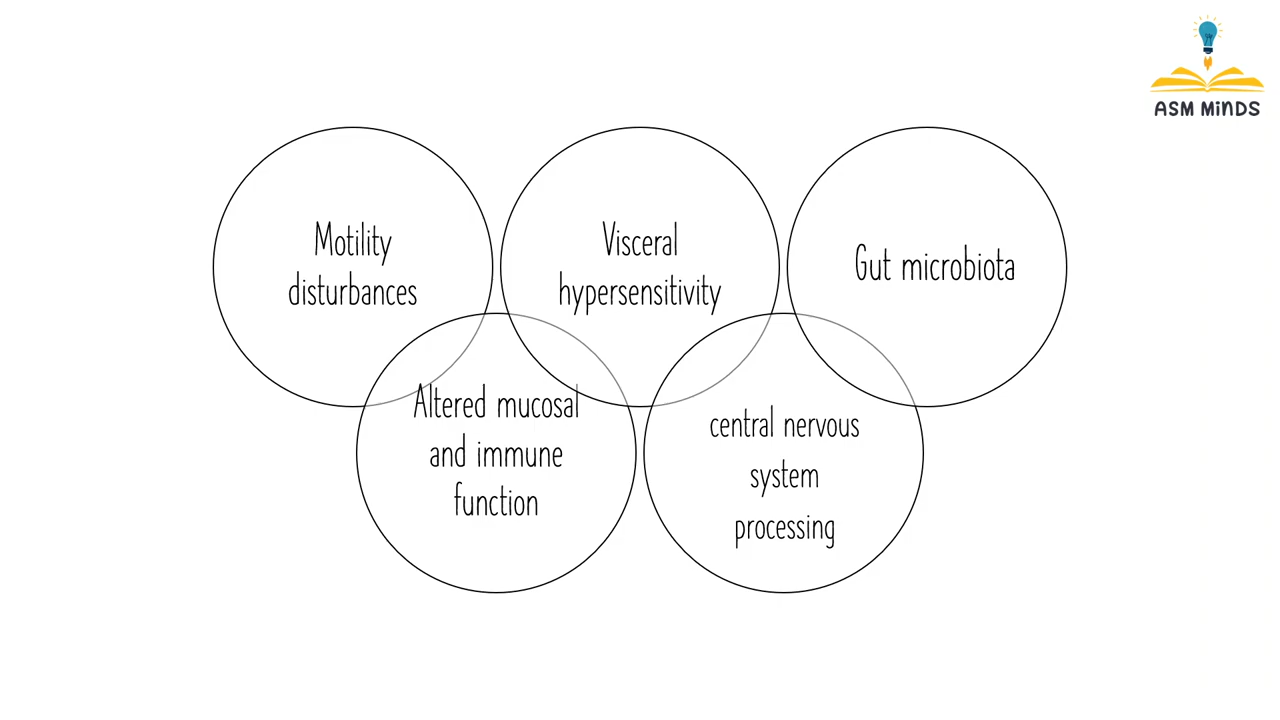 ASM MiNDS
Motility
disturbances
Visceral
hypersensitivity
Gut microbiota
Altered mucosal
and immune
function
central nervous
system
processing